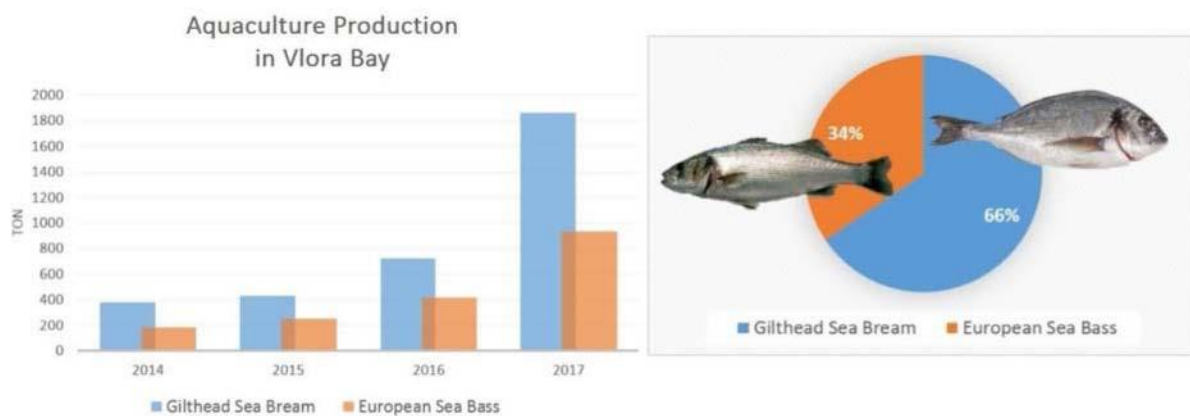 Aquaculture Production
in Vlora Bay
2000
1800
1600
1400
1200
1000
800
600
400
200
0
TON
2014 2015 2016 2017
Gilthead Sea Bream European Sea Bass
34%
66%
Gilthead Sea Bream European Sea Bass